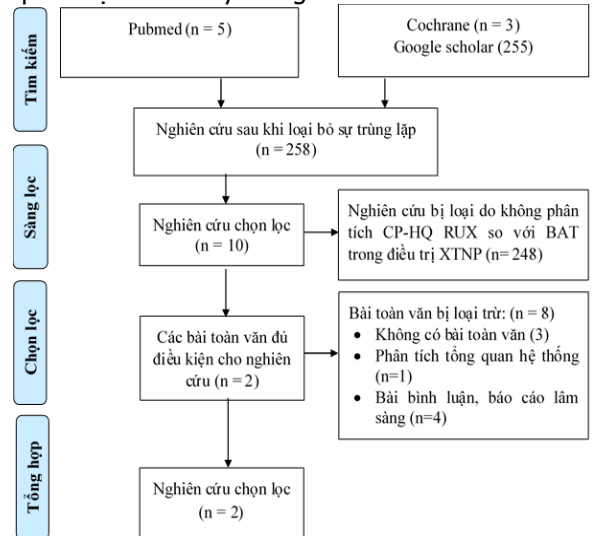 Tìm kiếm
Pubmed (n = 5)
Cochrane (n = 3)
Google scholar (255)
Nghiên cứu sau khi loại bỏ sự trùng lặp
(n = 258)
Sàng lọc
Nghiên cứu chọn lọc
(n = 10)
Nghiên cứu bị loại do không phân
tích CP-HQ RUX so với BAT
trong điều trị XTNP (n= 248)
Chọn lọc
Các bài toàn văn đủ
điều kiện cho nghiên
cứu (n = 2)
Bài toàn văn bị loại trừ: (n = 8)
• Không có bài toàn văn (3)
• Phân tích tổng quan hệ thống
(n=1)
• Bài bình luận, báo cáo lâm
sàng (n=4)
Tổng hợp
Nghiên cứu chọn lọc
(n = 2)